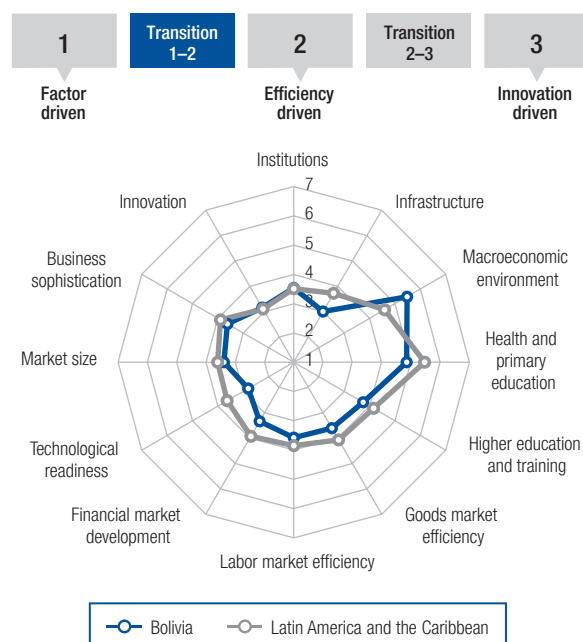 1
Transition
1–2
2
Transition
2–3
3
Factor
driven
Efficiency
driven
Innovation
driven
Institutions
Infrastructure
Macroeconomic
environment
Health and
primary
education
Higher education
and training
Goods market
efficiency
Labor market efficiency
Financial market
development
Technological
readiness
Market size
Business
sophistication
Innovation
7
6
5
4
3
2
1
Bolivia
Latin America and the Caribbean